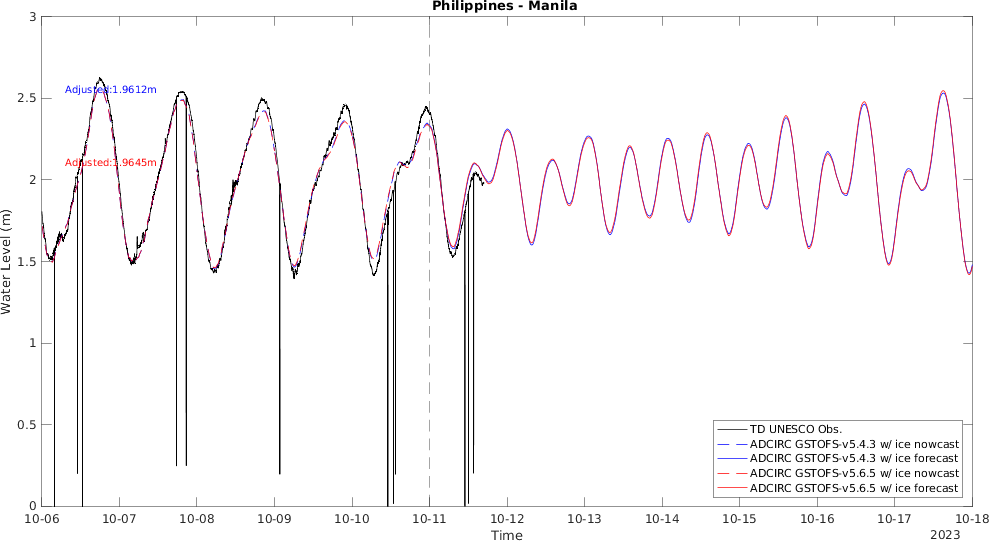 Philippines - Manila
3
2.5
2
1.5
1
0.5
0
Water Level (m)
Adjusted:1.9612m
Adjusted:1.9645m
TD UNESCO Obs.
ADCIRC GSTOFS-v5.4.3 w/ ice nowcast
ADCIRC GSTOFS-v5.4.3 w/ ice forecast
ADCIRC GSTOFS-v5.6.5 w/ ice nowcast
ADCIRC GSTOFS-v5.6.5 w/ ice forecast
10-06 10-07 10-08 10-09 10-10 10-11 10-12 10-13 10-14 10-15 10-16 10-17 10-18
Time
2023